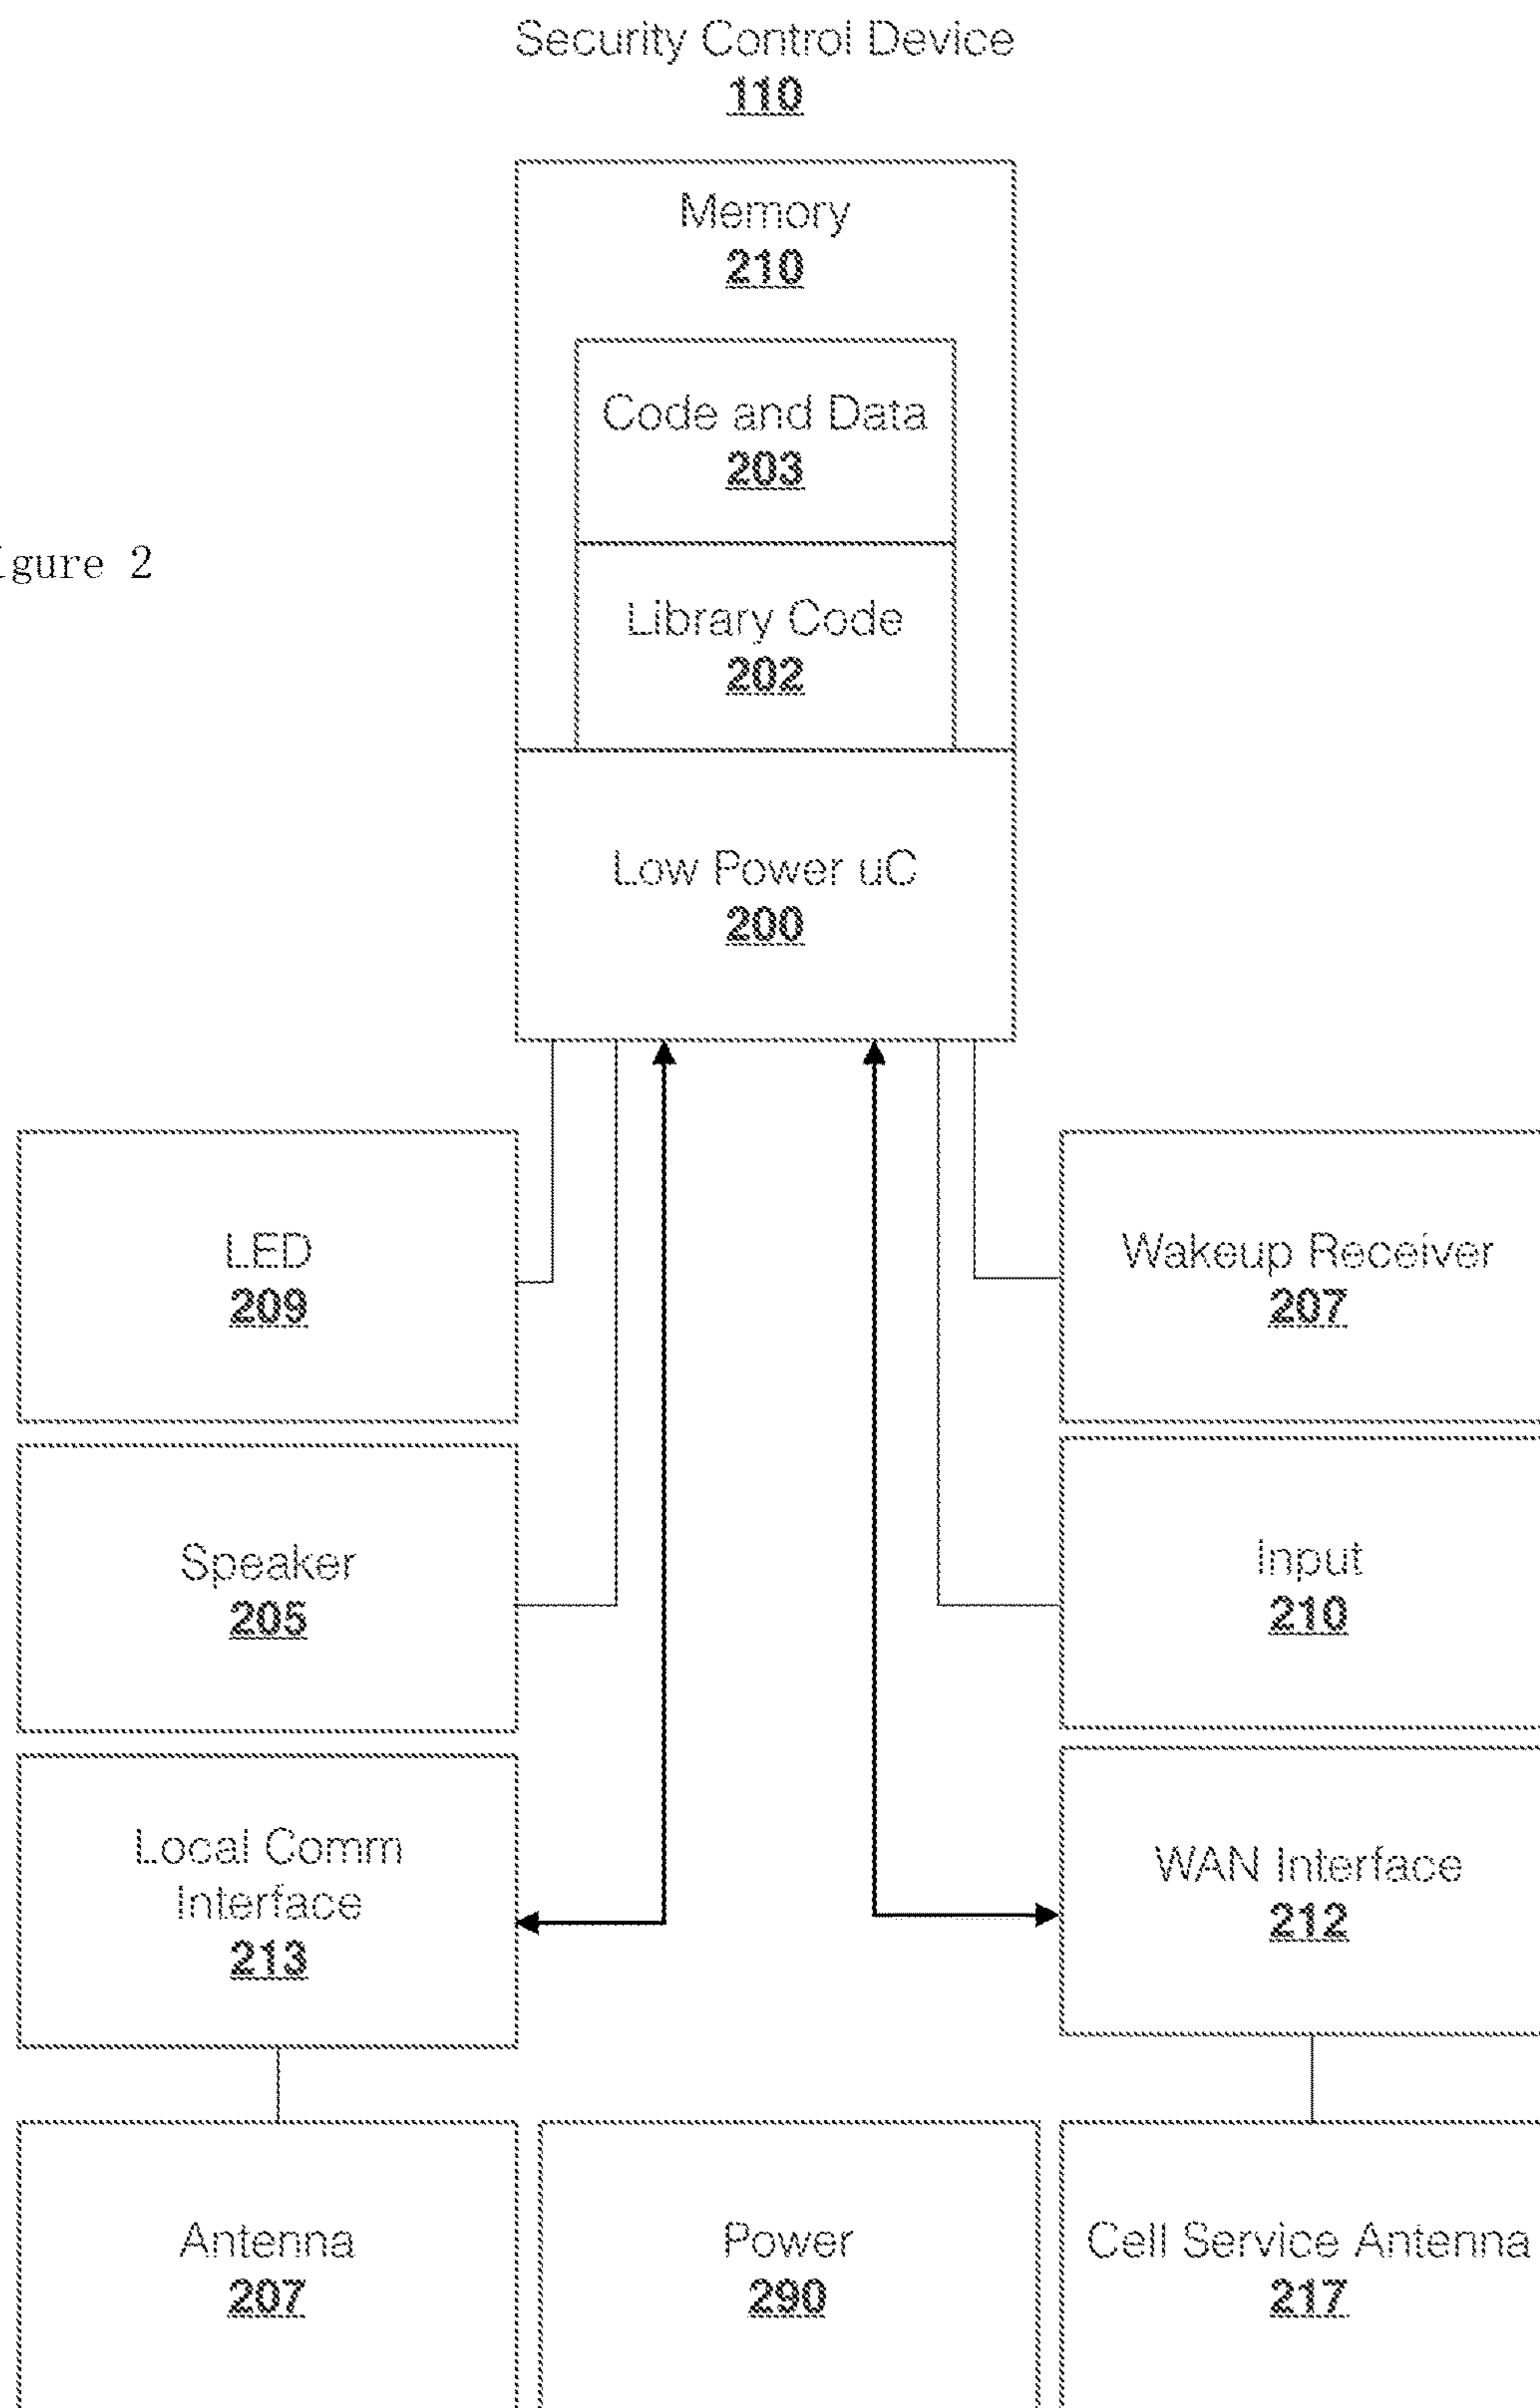 Security Control Device
110
Memory
210
Code and Data
203
igure 2
Library Code
202
Low Power uC
200
LED
209
Wakeup Receiver
207
Speaker
205
Input
210
Local Comm
Interface
213
WAN Interface
212
Antenna
207
Power
290
Cell Service Antenna
217